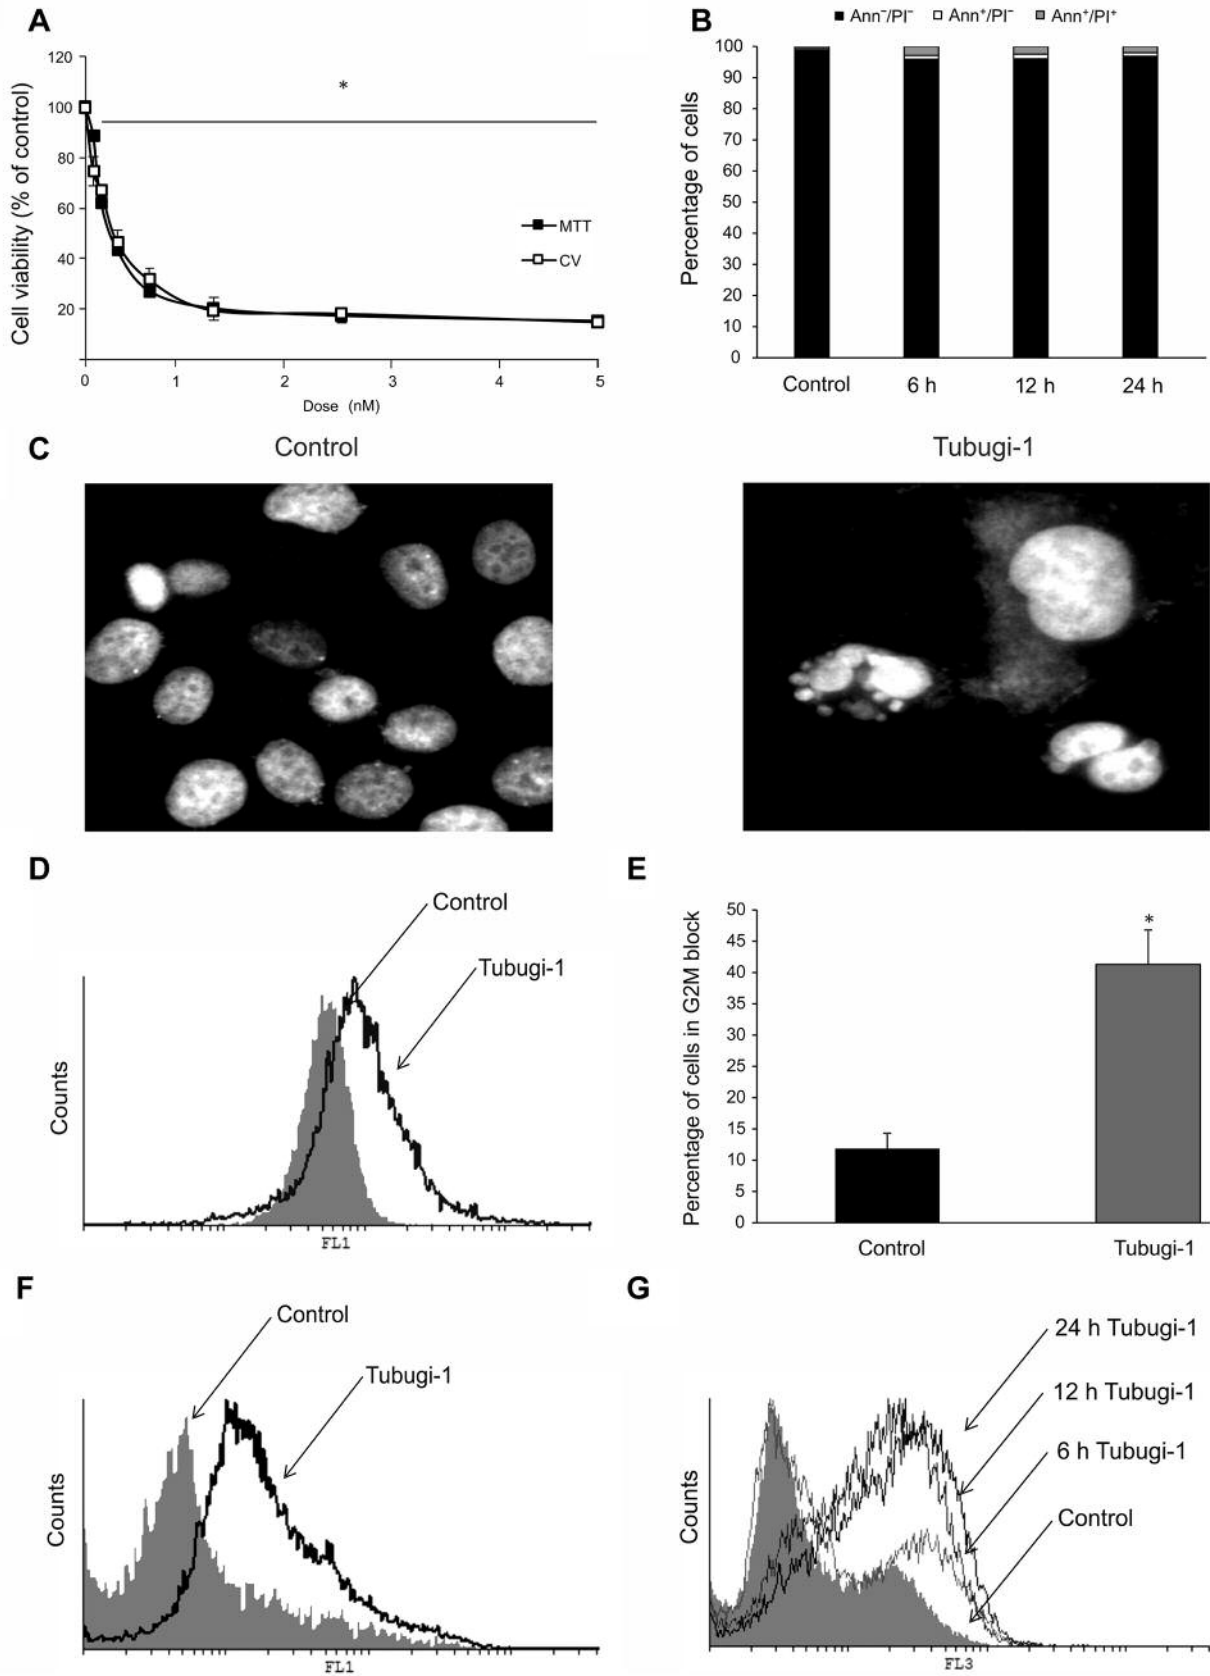 A
B
Ann⁻/PI⁻ Ann⁺/PI⁻ Ann⁺/PI⁺
120
100
80
60
40
20
0 1 2 3 4 5
Cell viability (% of control)
Dose (nM)
*
MTT
CV
100
90
80
70
60
50
40
30
20
10
0
Percentage of cells
Control 6 h 12 h 24 h
C
Control
Tubugi-1
D
Control
Tubugi-1
Counts
FL1
E
50
45
40
35
30
25
20
15
10
5
0
Percentage of cells in G2M block
*
Control Tubugi-1
F
Control
Tubugi-1
Counts
FL1
G
24 h Tubugi-1
12 h Tubugi-1
6 h Tubugi-1
Control
Counts
FL3